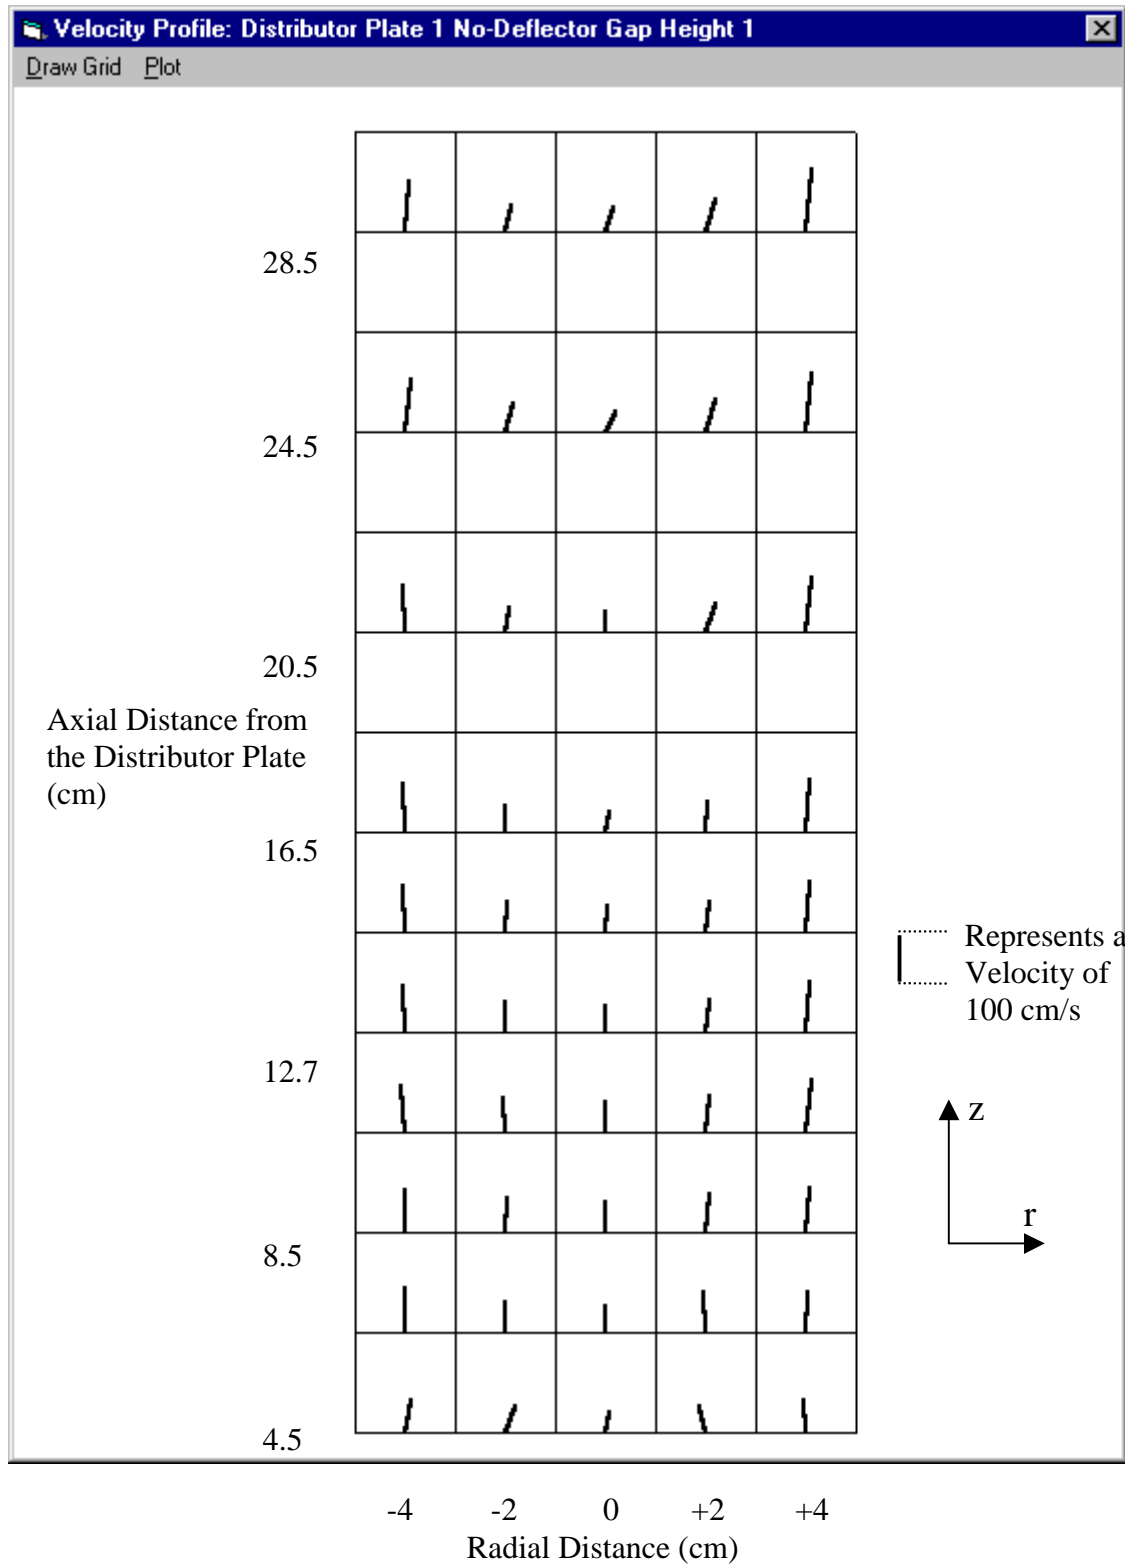 Velocity Profile: Distributor Plate 1 No-Deflector Gap Height 1
Draw Grid Plot
28.5
24.5
20.5
Axial Distance from
the Distributor Plate
(cm)
16.5
Represents a
Velocity of
100 cm/s
12.7
z
r
8.5
4.5
-4 -2 0 +2 +4
Radial Distance (cm)